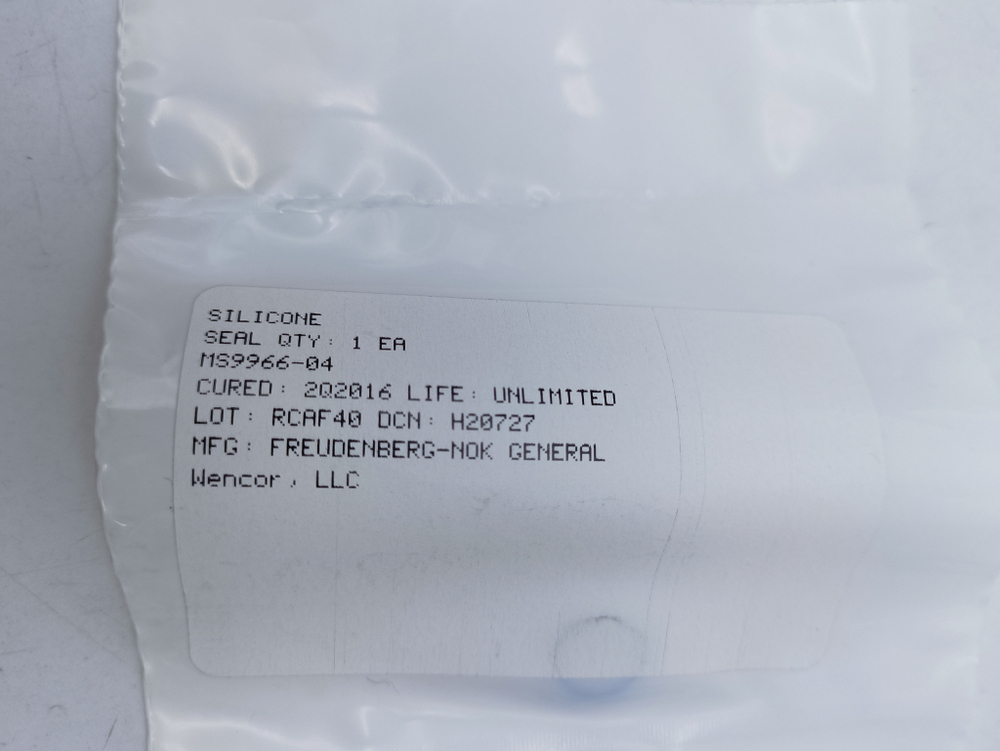 SILICONE
SEAL QTY: 1 EA
MS9966-04
CURED: 2Q2016 LIFE: UNLIMITED
LOT: RCAF40 DCN: H20727
MFG: FREUDENBERG-NOK GENERAL
Wencor, LLC